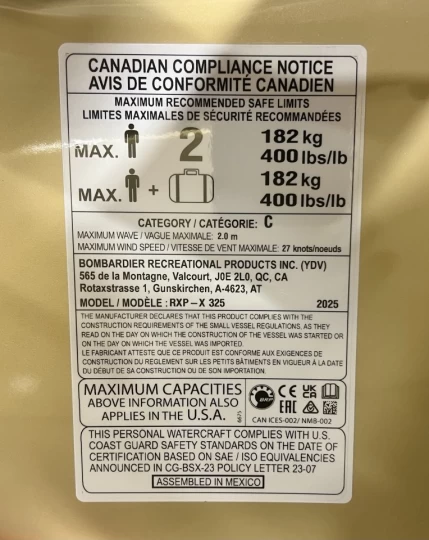 CANADIAN COMPLIANCE NOTICE
AVIS DE CONFORMITÉ CANADIEN
MAXIMUM RECOMMENDED SAFE LIMITS
LIMITES MAXIMALES DE SÉCURITÉ RECOMMANDÉES
MAX. 2 182 kg
400 lbs/lb
MAX. + 182 kg
400 lbs/lb
CATEGORY / CATÉGORIE: C
MAXIMUM WAVE / VAGUE MAXIMALE: 2.0 m
MAXIMUM WIND SPEED / VITESSE DE VENT MAXIMALE: 27 knots/noeuds
BOMBARDIER RECREATIONAL PRODUCTS INC. (YDV)
565 de la Montagne, Valcourt, J0E 2L0, QC, CA
Rotaxstrasse 1, Gunskirchen, A-4623, AT
MODEL / MODÈLE : RXP – X 325 2025
THE MANUFACTURER DECLARES THAT THIS PRODUCT COMPLIES WITH THE
CONSTRUCTION REQUIREMENTS OF THE SMALL VESSEL REGULATIONS, AS THEY
READ ON THE DAY ON WHICH THE CONSTRUCTION OF THE VESSEL WAS STARTED OR
ON THE DAY ON WHICH THE VESSEL WAS IMPORTED.
LE FABRICANT ATTESTE QUE CE PRODUIT EST CONFORME AUX EXIGENCES DE
CONSTRUCTION DU REGLEMENT SUR LES PETITS BÂTIMENTS EN VIGUEUR À LA DATE
DU DÉBUT DE SA CONSTRUCTION OU DE SON IMPORTATION.
MAXIMUM CAPACITIES
ABOVE INFORMATION ALSO
APPLIES IN THE U.S.A.
BRP CE UK CA
EAC
CAN ICES-002/ NMB-002
THIS PERSONAL WATERCRAFT COMPLIES WITH U.S.
COAST GUARD SAFETY STANDARDS ON THE DATE OF
CERTIFICATION BASED ON SAE / ISO EQUIVALENCIES
ANNOUNCED IN CG-BSX-23 POLICY LETTER 23-07
ASSEMBLED IN MEXICO